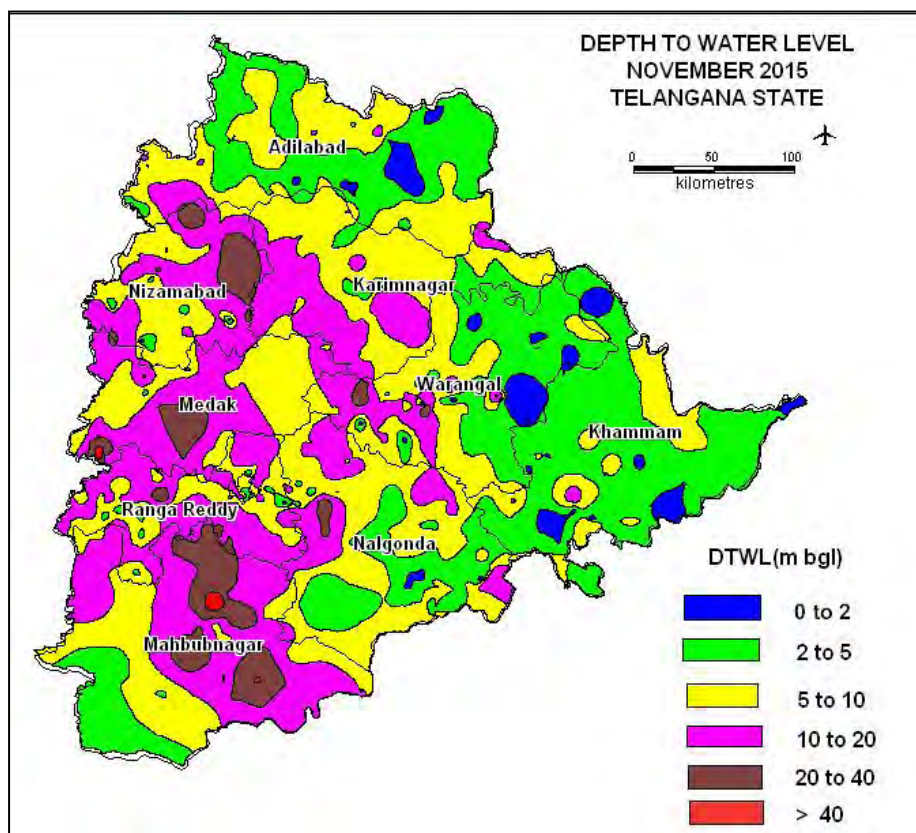 DEPTH TO WATER LEVEL
NOVEMBER 2015
TELANGANA STATE
0 50 100
kilometres
Adilabad
Nizamabad
Karimnagar
Warangal
Medak
Khammam
Ranga Reddy
Nalgonda
Mahbubnagar
DTWL(m bgl)
0 to 2
2 to 5
5 to 10
10 to 20
20 to 40
> 40